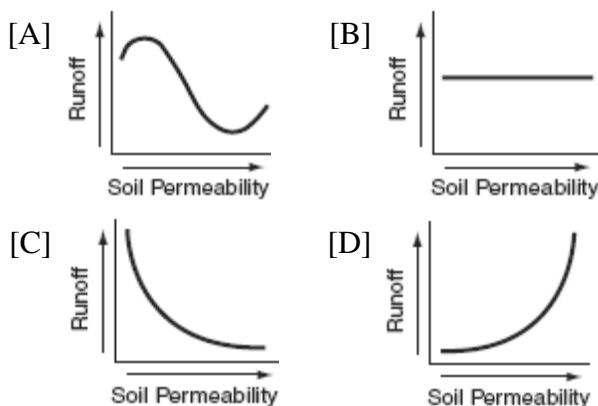 [A]
Runoff
Soil Permeability
[B]
Runoff
Soil Permeability
[C]
Runoff
Soil Permeability
[D]
Runoff
Soil Permeability